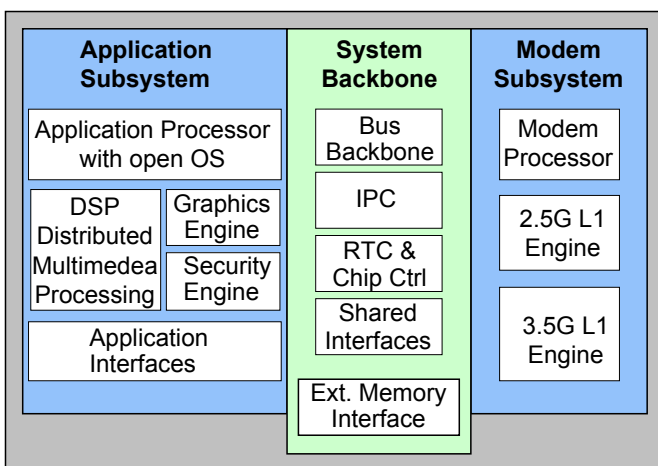 Application
Subsystem
Application Processor
with open OS
DSP
Distributed
Multimedea
Processing
Graphics
Engine
Security
Engine
Application
Interfaces
System
Backbone
Bus
Backbone
IPC
RTC &
Chip Ctrl
Shared
Interfaces
Ext. Memory
Interface
Modem
Subsystem
Modem
Processor
2.5G L1
Engine
3.5G L1
Engine